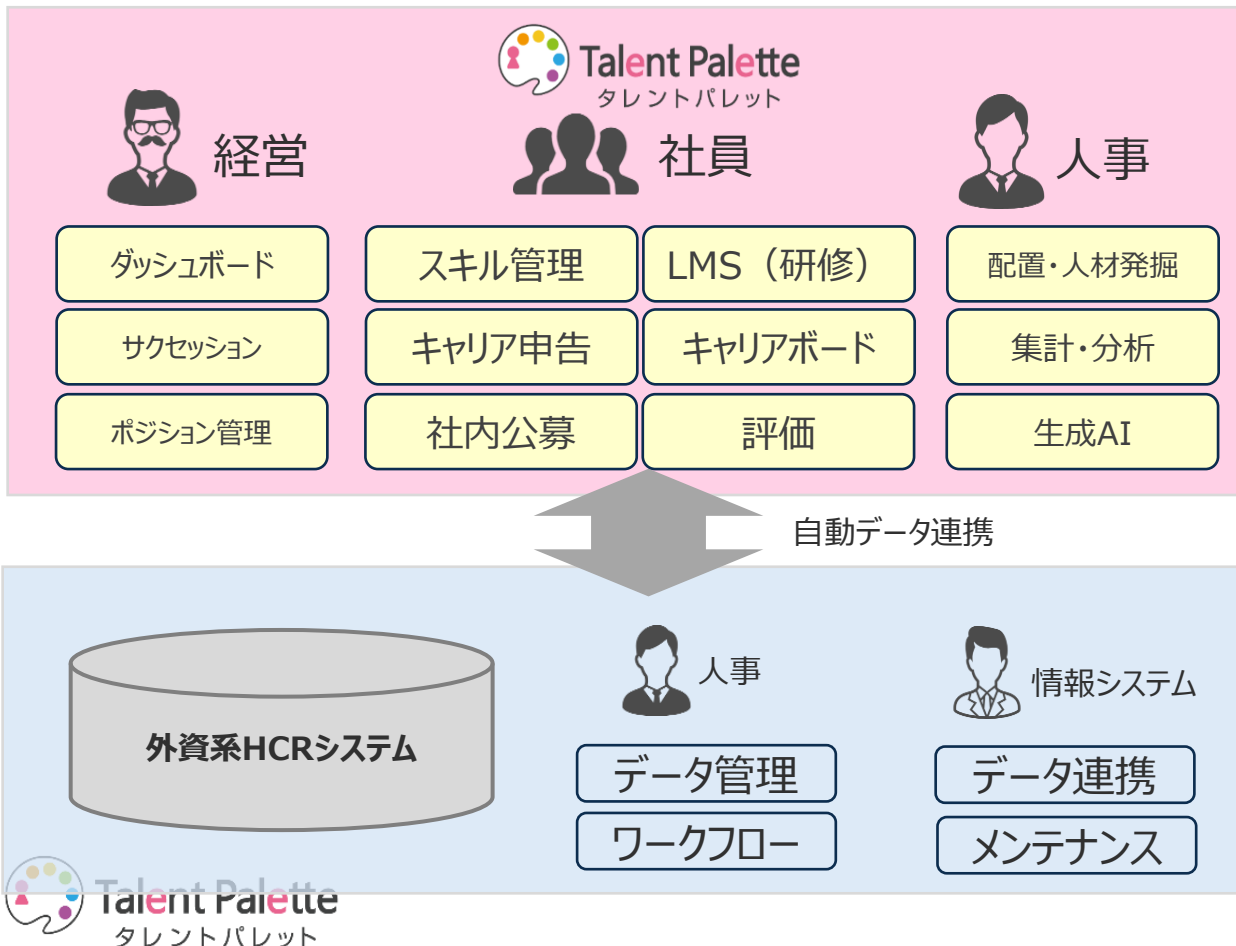 Talent Palette
タレントパレット
経営
社員
人事
ダッシュボード
スキル管理
LMS（研修）
配置・人材発掘
サクセッション
キャリア申告
キャリアボード
集計・分析
ポジション管理
社内公募
評価
生成AI
自動データ連携
外資系HCRシステム
人事
情報システム
データ管理
データ連携
ワークフロー
メンテナンス
Talent Palette
タレントパレット